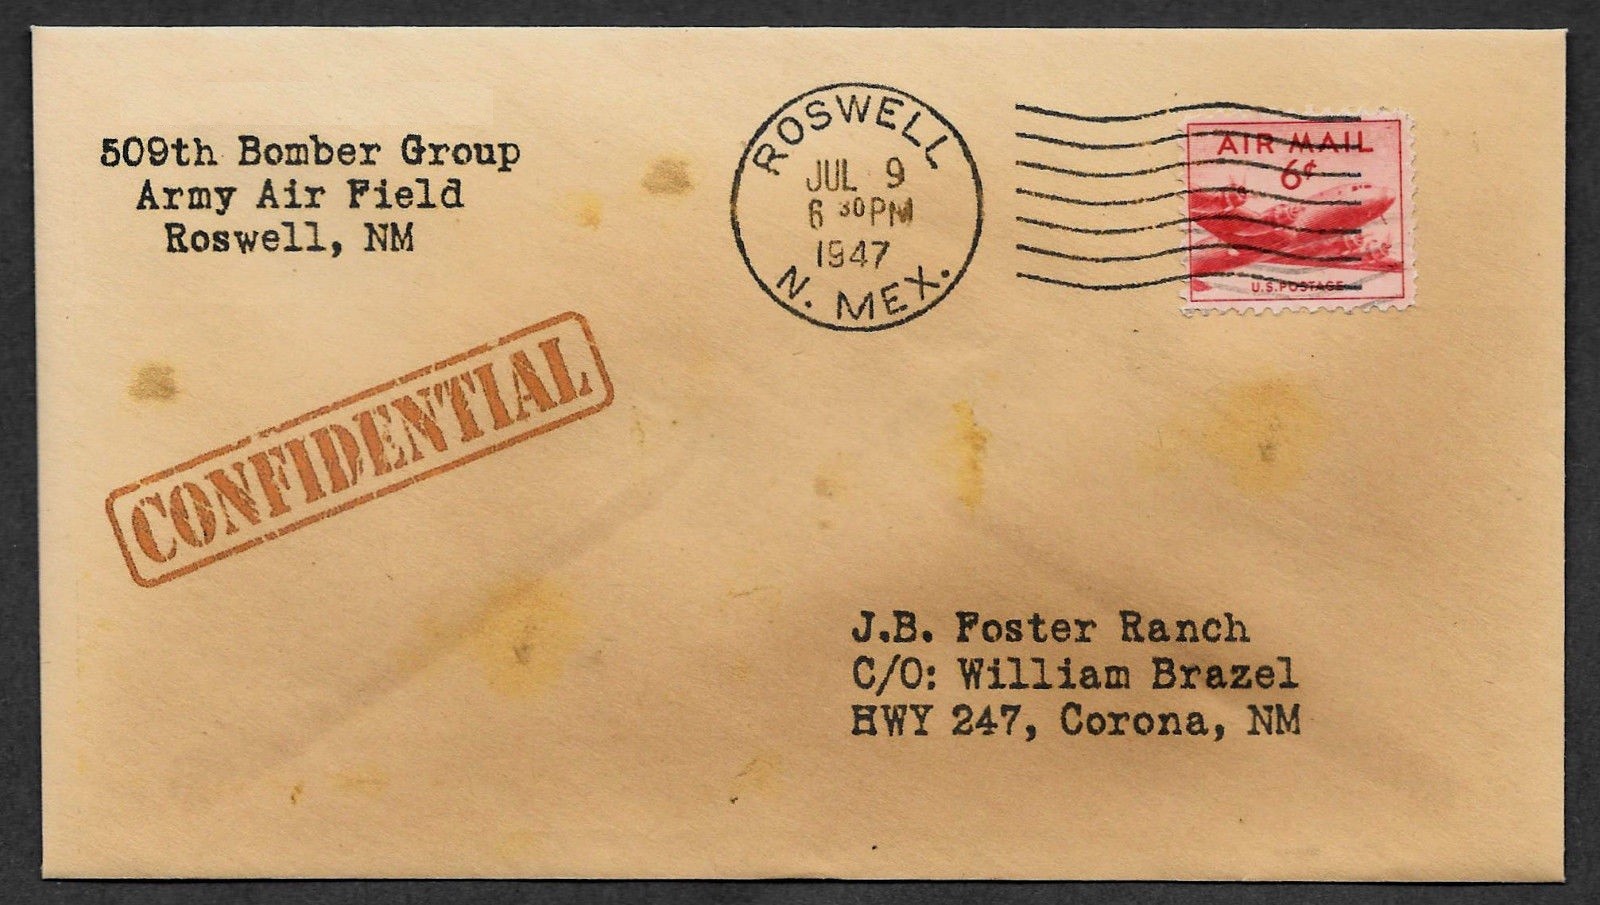 509th Bomber Group
Army Air Field
Roswell, NM
ROSWELL
JUL 9
6 30 PM
1947
N. MEX.
AIR MAIL
6¢
U.S. POSTAGE
CONFIDENTIAL
J.B. Foster Ranch
C/O: William Brazel
HWY 247, Corona, NM